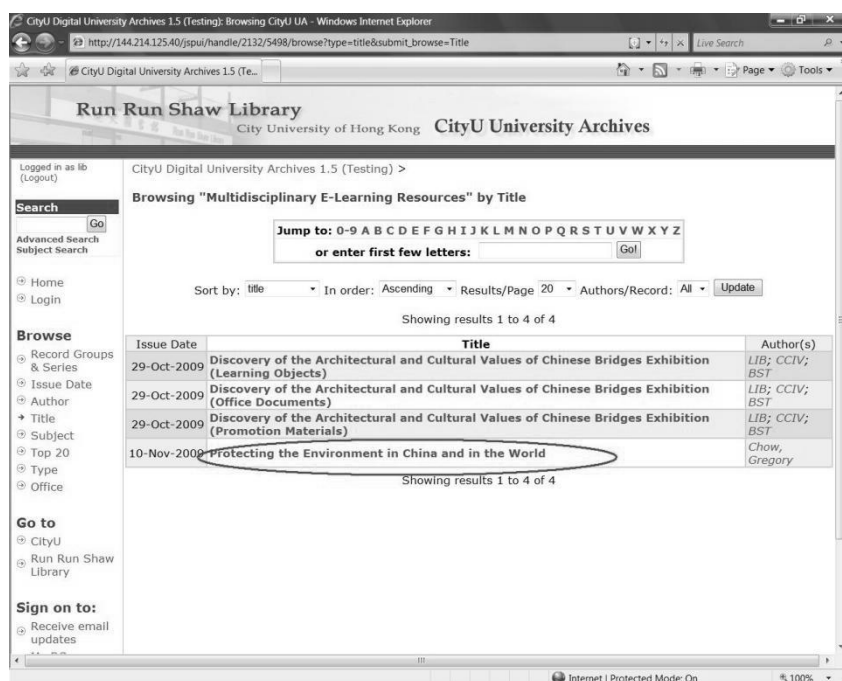 CityU Digital University Archives 1.5 (Testing): Browsing CityU UA - Windows Internet Explorer
http://144.214.125.40/jspui/handle/2132/5498/browse?type=title&submit_browse=Title
Live Search
CityU Digital University Archives 1.5 (Te...
Page
Tools
Run Run Shaw Library
City University of Hong Kong
CityU University Archives
Logged in as lib
(Logout)
CityU Digital University Archives 1.5 (Testing) >
Browsing "Multidisciplinary E-Learning Resources" by Title
Search
Go
Advanced Search
Subject Search
Jump to: 0-9 A B C D E F G H I J K L M N O P Q R S T U V W X Y Z
or enter first few letters:
Go!
Home
Login
Sort by: title In order: Ascending Results/Page 20 Authors/Record: All Update
Showing results 1 to 4 of 4
Browse
Record Groups
& Series
Issue Date
Author
Title
Subject
Top 20
Type
Office
Issue Date Title Author(s)
29-Oct-2009 Discovery of the Architectural and Cultural Values of Chinese Bridges Exhibition LIB; CCIV;
(Learning Objects) BST
29-Oct-2009 Discovery of the Architectural and Cultural Values of Chinese Bridges Exhibition LIB; CCIV;
(Office Documents) BST
29-Oct-2009 Discovery of the Architectural and Cultural Values of Chinese Bridges Exhibition LIB; CCIV;
(Promotion Materials) BST
10-Nov-2009 Protecting the Environment in China and in the World Chow,
Gregory
Showing results 1 to 4 of 4
Go to
CityU
Run Run Shaw
Library
Sign on to:
Receive email
updates
Internet | Protected Mode: On
100%